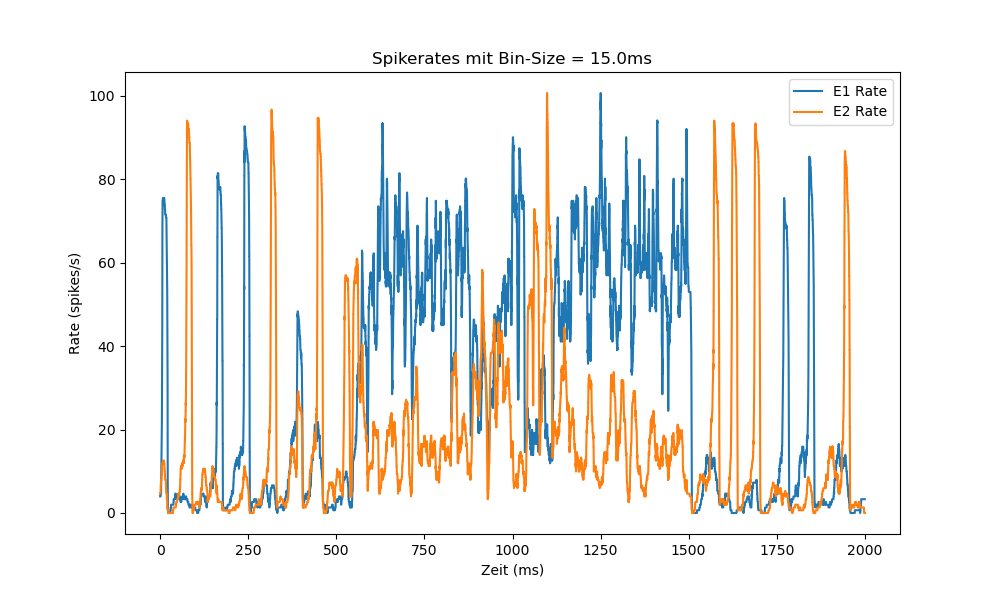 Spikerates mit Bin-Size = 15.0ms
E1 Rate
E2 Rate
Rate (spikes/s)
100
80
60
40
20
0
0 250 500 750 1000 1250 1500 1750 2000
Zeit (ms)